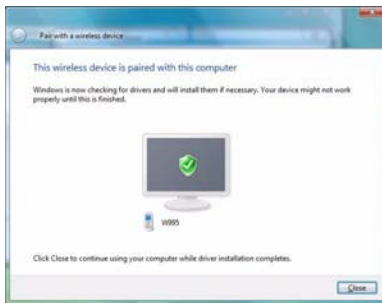 Pair with a wireless device
This wireless device is paired with this computer
Windows is now checking for drivers and will install them if necessary. Your device might not work
properly until this is finished.
W995
Click Close to continue using your computer while driver installation completes.
Close